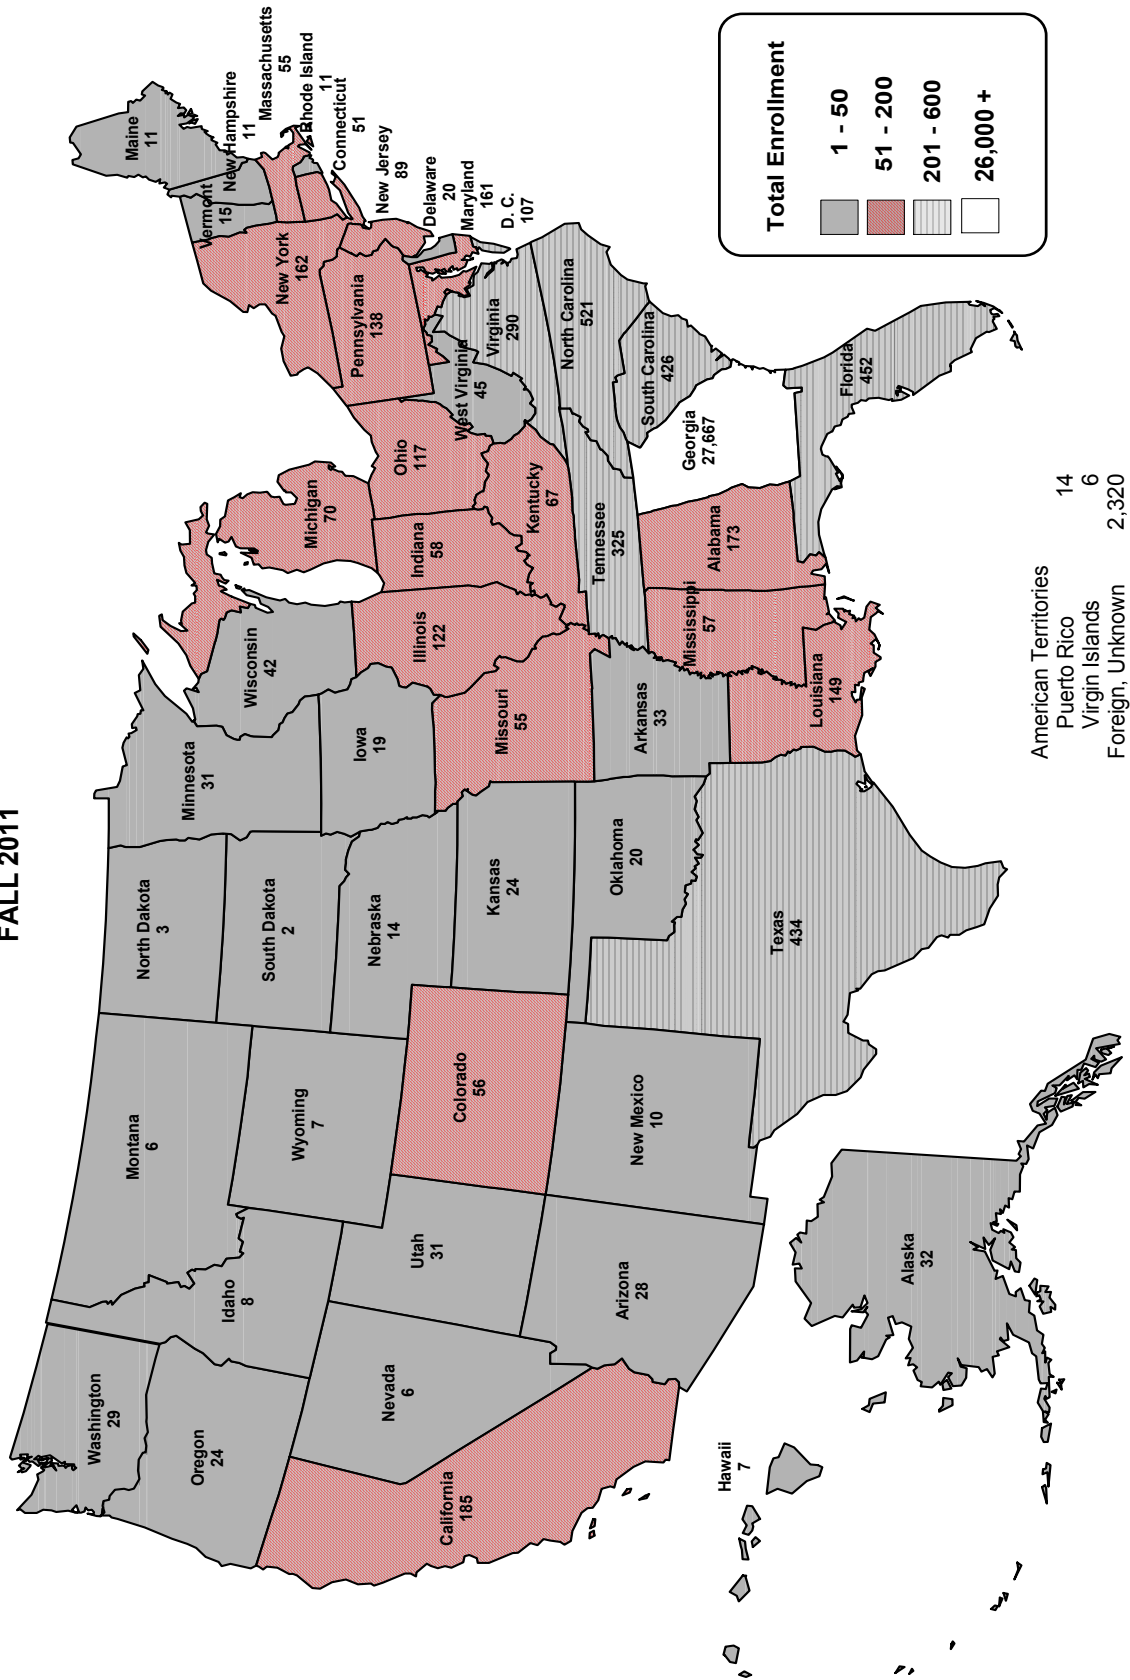 FALL 2011
Washington
29
Oregon
24
California
185
Nevada
6
Idaho
8
Montana
6
Wyoming
7
Utah
31
Arizona
28
Colorado
56
New Mexico
10
North Dakota
3
South Dakota
2
Nebraska
14
Kansas
24
Oklahoma
20
Texas
434
Minnesota
31
Iowa
19
Missouri
55
Arkansas
33
Louisiana
149
Wisconsin
42
Illinois
122
Michigan
70
Indiana
58
Ohio
117
Kentucky
67
Tennessee
325
Mississippi
57
Alabama
173
Georgia
27,667
Florida
452
South Carolina
426
North Carolina
521
Virginia
290
West Virginia
45
Pennsylvania
138
New York
162
Vermont
15
Maine
11
New Hampshire
11
Massachusetts
55
Rhode Island
11
Connecticut
51
New Jersey
89
Delaware
20
Maryland
161
D. C.
107
Hawaii
7
Alaska
32
American Territories
Puerto Rico 14
Virgin Islands 6
Foreign, Unknown 2,320
Total Enrollment
1 - 50
51 - 200
201 - 600
26,000 +